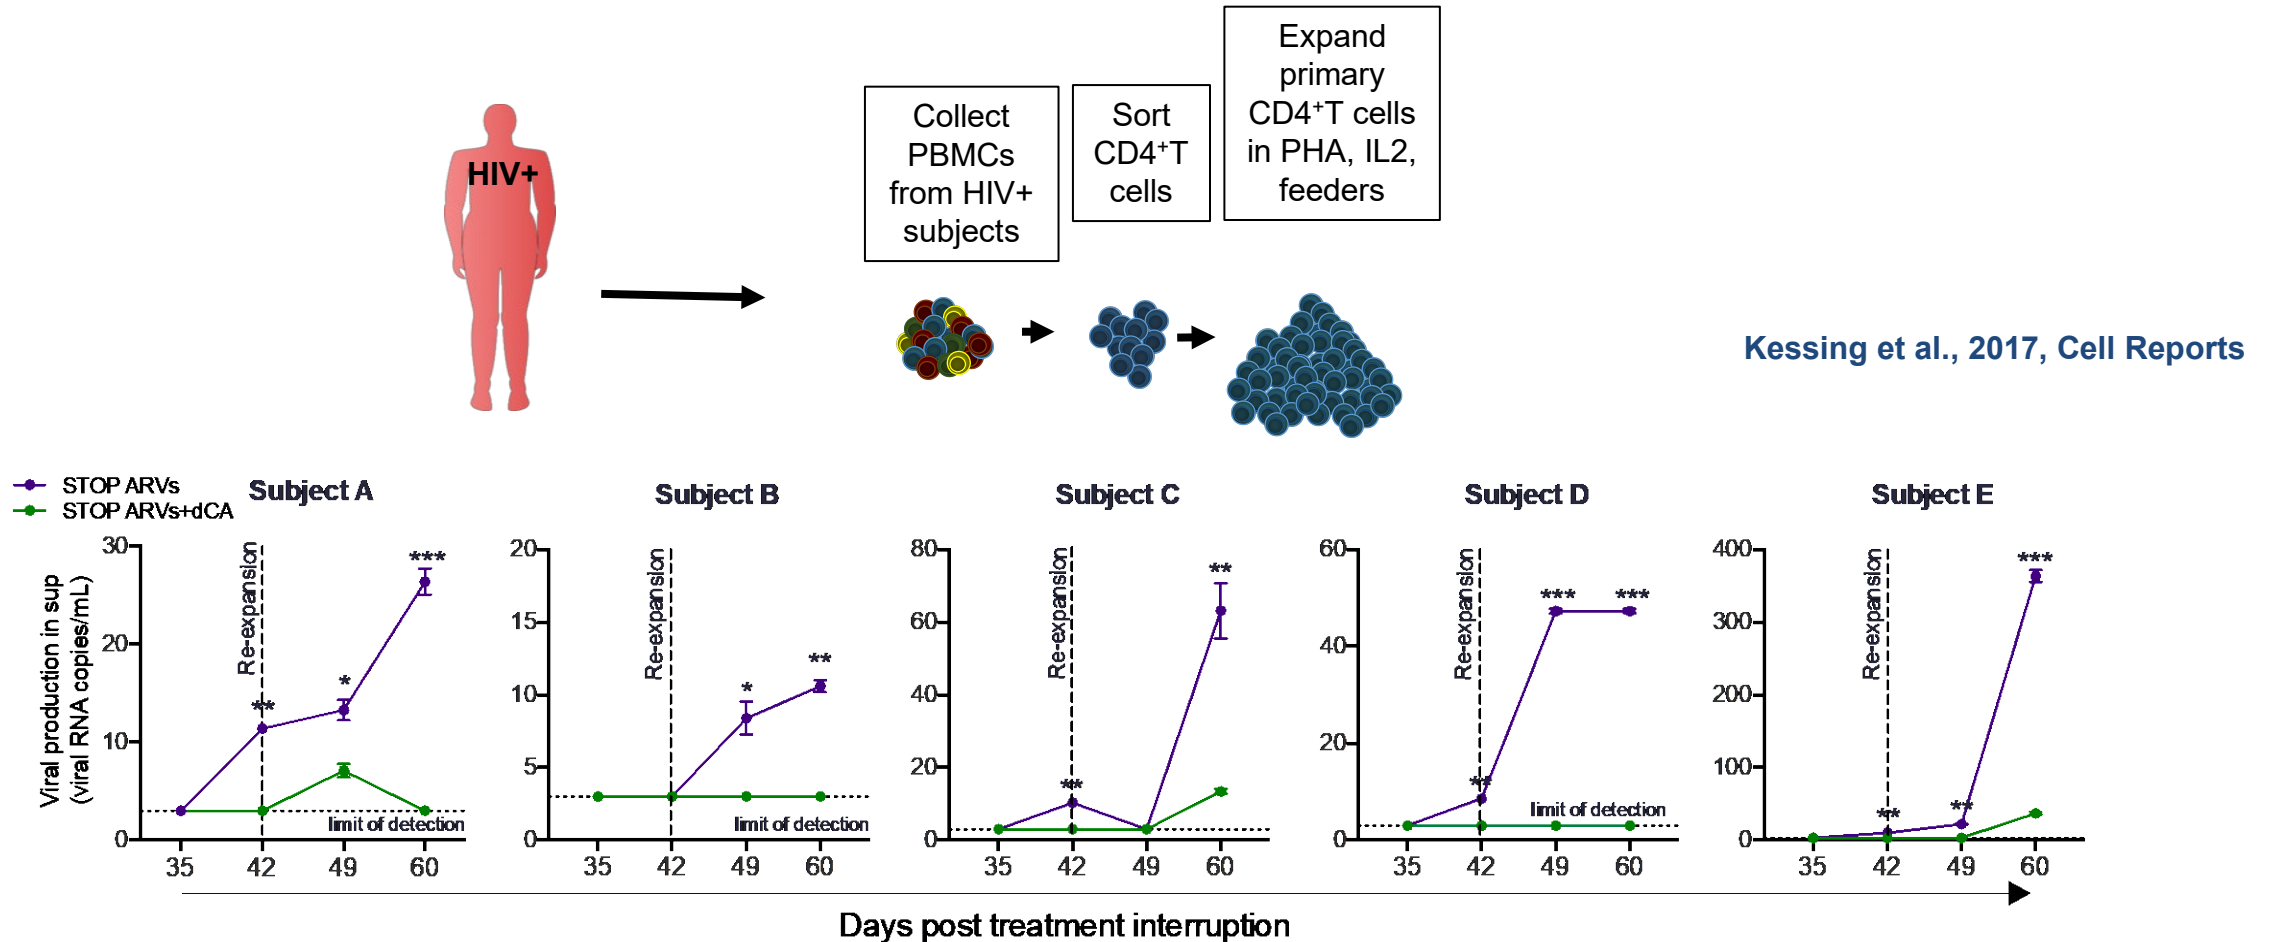 HIV+
Collect
PBMCs
from HIV+
subjects
Sort
CD4⁺T
cells
Expand
primary
CD4⁺T cells
in PHA, IL2,
feeders
Kessing et al., 2017, Cell Reports
STOP ARVs
STOP ARVs+dCA
Subject A
Viral production in sup
(viral RNA copies/mL)
30
20
10
0
Re-expansion
**
*
***
limit of detection
35 42 49 60
Subject B
20
15
10
5
0
Re-expansion
*
**
limit of detection
35 42 49 60
Subject C
80
60
40
20
0
Re-expansion
**
**
35 42 49 60
Subject D
60
40
20
0
Re-expansion
**
***
***
limit of detection
35 42 49 60
Subject E
400
300
200
100
0
Re-expansion
**
**
***
35 42 49 60
Days post treatment interruption